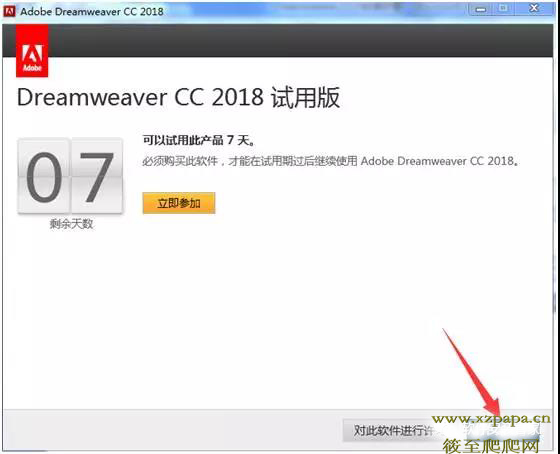 Adobe Dreamweaver CC 2018
Adobe
Dreamweaver CC 2018 试用版
可以试用此产品 7 天。
必须购买此软件，才能在试用期过后继续使用 Adobe Dreamweaver CC 2018。
07
立即参加
剩余天数
www.xzpapa.cn
对此软件进行许
筱至爬爬网